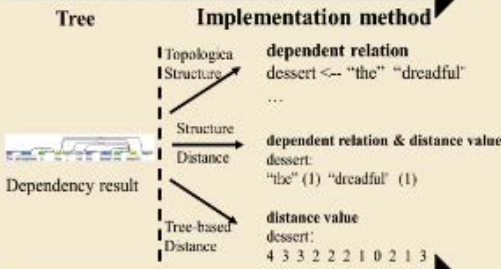 Tree
Implementation method
Topologica
Structure
dependent relation
dessert <-- “the” “dreadful”
...
Structure
Distance
dependent relation & distance value
dessert:
“the” (1) “dreadful” (1)
Dependency result
Tree-based
Distance
distance value
dessert:
4 3 3 2 2 2 1 0 2 1 3